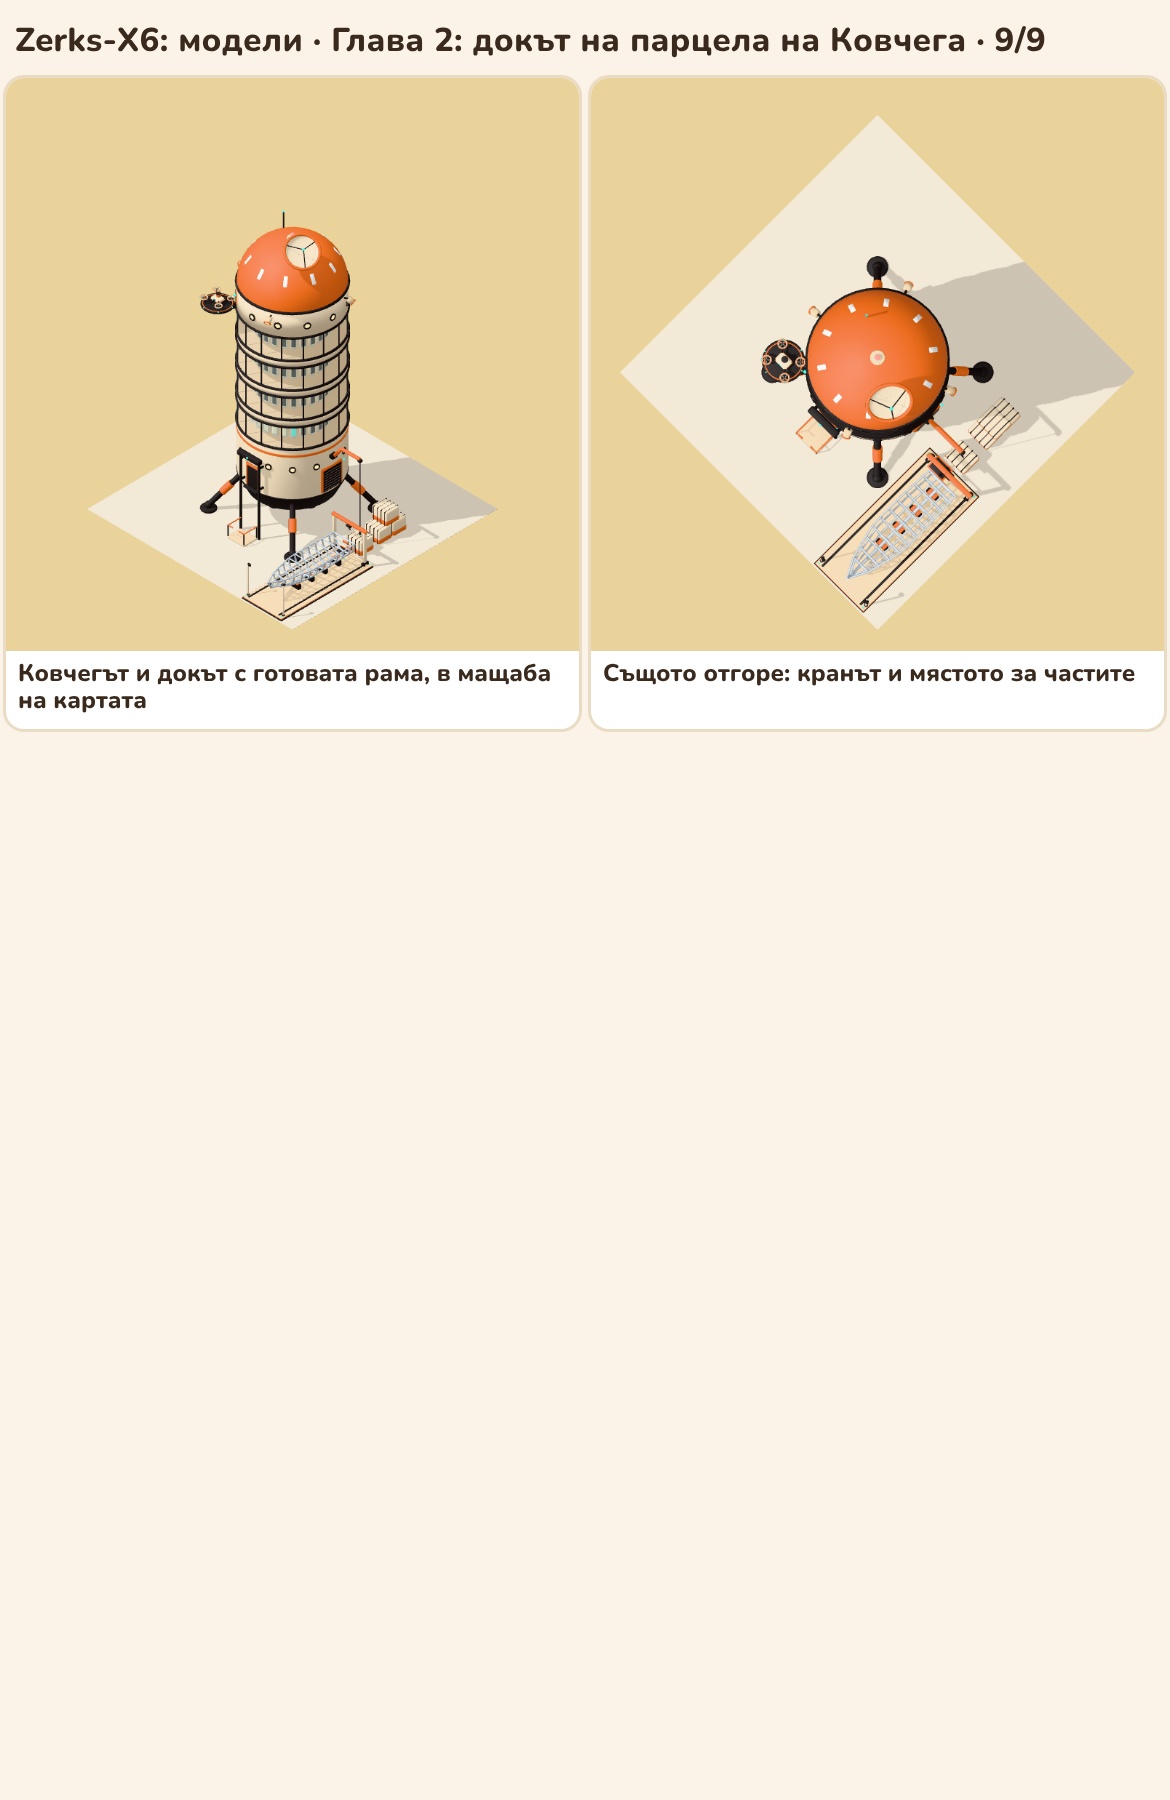 Zerks-X6: модели · Глава 2: докът на парцела на Ковчега · 9/9
Ковчегът и докът с готовата рама, в мащаба
на картата
Същото отгоре: кранът и мястото за частите